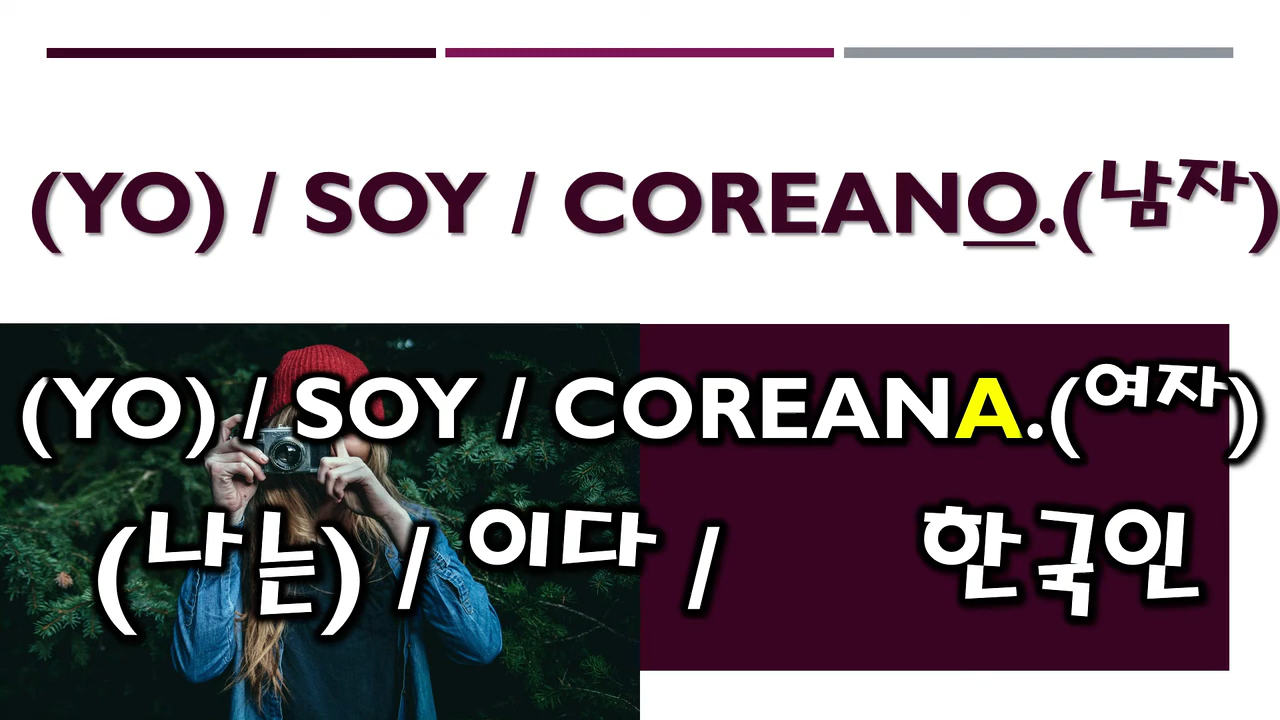 (YO) / SOY / COREANO.(남자)
(YO) / SOY / COREANA.(여자)
(나는) / 이다 / 한국인